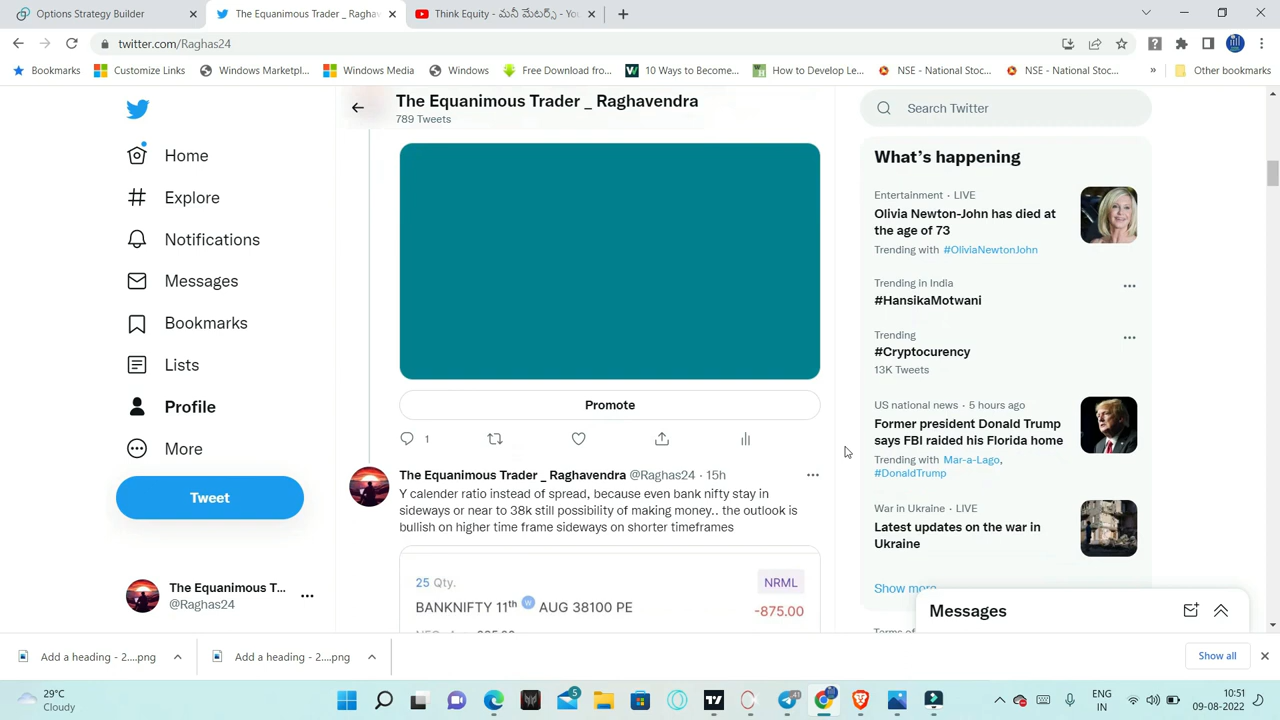 Options Strategy Builder
The Equanimous Trader _ Ragha
Think Equity - మనీ మేటర్స్ - You
twitter.com/Raghas24
Bookmarks
Customize Links
Windows Marketpl...
Windows Media
Windows
Free Download fro...
10 Ways to Become...
How to Develop Le...
NSE - National Stoc...
NSE - National Stoc...
»
Other bookmarks
The Equanimous Trader _ Raghavendra
789 Tweets
Search Twitter
Home
Explore
Notifications
Messages
Bookmarks
Lists
Profile
More
Tweet
The Equanimous T...
@Raghas24
Promote
1
The Equanimous Trader _ Raghavendra @Raghas24 · 15h
Y calender ratio instead of spread, because even bank nifty stay in
sideways or near to 38k still possibility of making money.. the outlook is
bullish on higher time frame sideways on shorter timeframes
25 Qty.
NRML
BANKNIFTY 11th W AUG 38100 PE
-875.00
What's happening
Entertainment · LIVE
Olivia Newton-John has died at
the age of 73
Trending with #OliviaNewtonJohn
Trending in India
#HansikaMotwani
Trending
#Cryptocurency
13K Tweets
US national news · 5 hours ago
Former president Donald Trump
says FBI raided his Florida home
Trending with Mar-a-Lago,
#DonaldTrump
War in Ukraine · LIVE
Latest updates on the war in
Ukraine
Show more
Messages
Add a heading - 2....png
Add a heading - 2....png
Show all
29°C
Cloudy
5
ENG
IN
10:51
09-08-2022